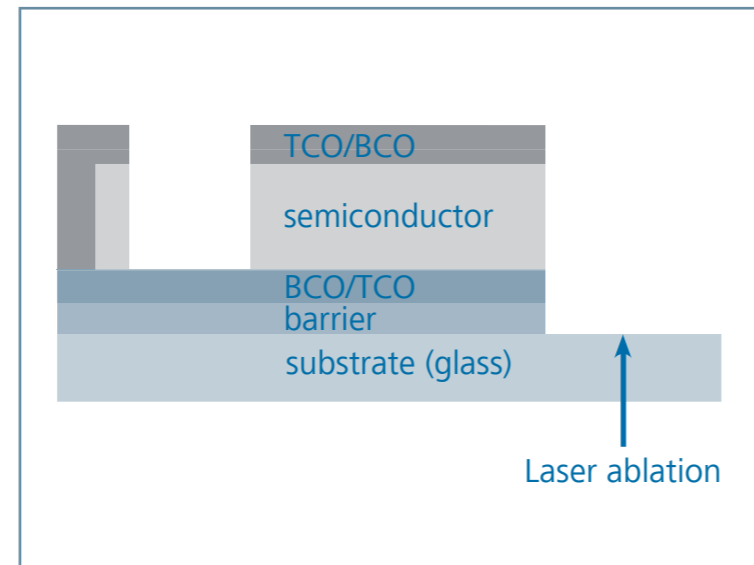 TCO/BCO
semiconductor
BCO/TCO
barrier
substrate (glass)
Laser ablation